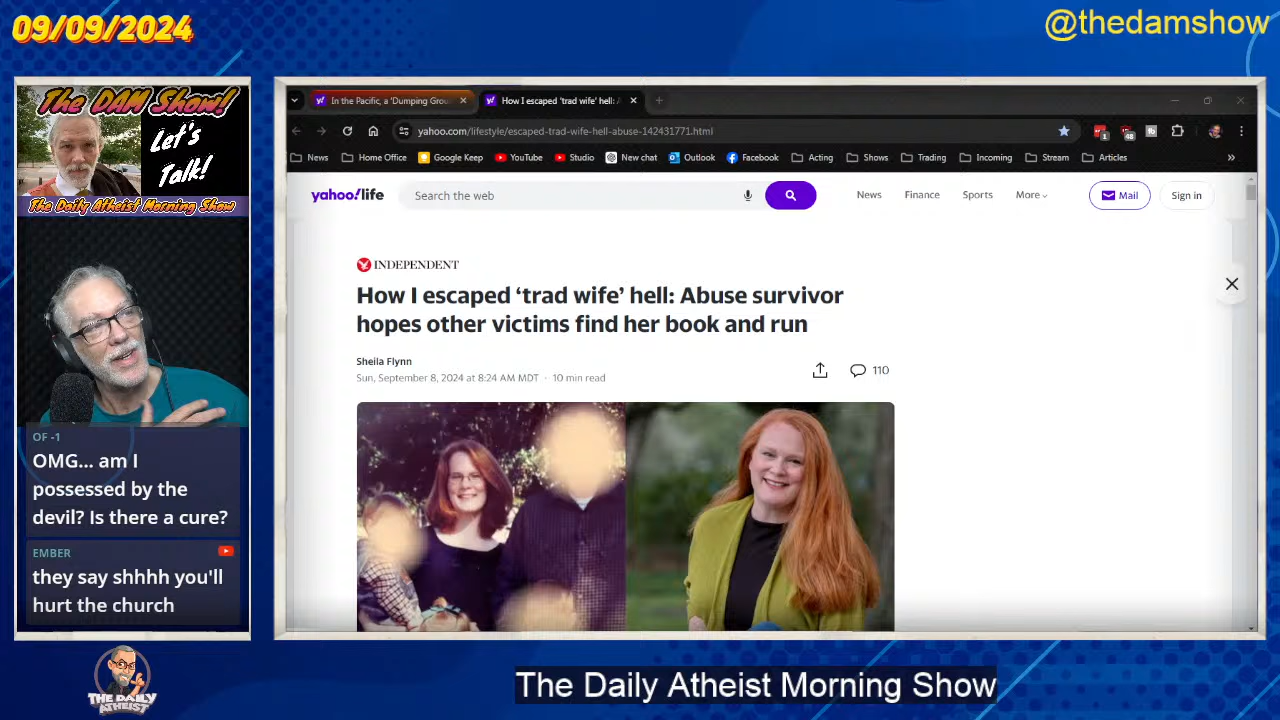 09/09/2024
@thedamshow
The DAM Show!
Let's
Talk!
The Daily Atheist Morning Show
OF -1
OMG... am I
possessed by the
devil? Is there a cure?
EMBER
they say shhhh you'll
hurt the church
THE DAILY
ATHEIST
In the Pacific, a 'Dumping Grou
How I escaped 'trad wife' hell: A
yahoo.com/lifestyle/escaped-trad-wife-hell-abuse-142431771.html
1
48
News Home Office Google Keep YouTube Studio New chat Outlook Facebook Acting Shows Trading Incoming Stream Articles
yahoo!life
Search the web
News Finance Sports More
Mail
Sign in
INDEPENDENT
How I escaped ‘trad wife’ hell: Abuse survivor
hopes other victims find her book and run
Sheila Flynn
Sun, September 8, 2024 at 8:24 AM MDT · 10 min read
110
The Daily Atheist Morning Show